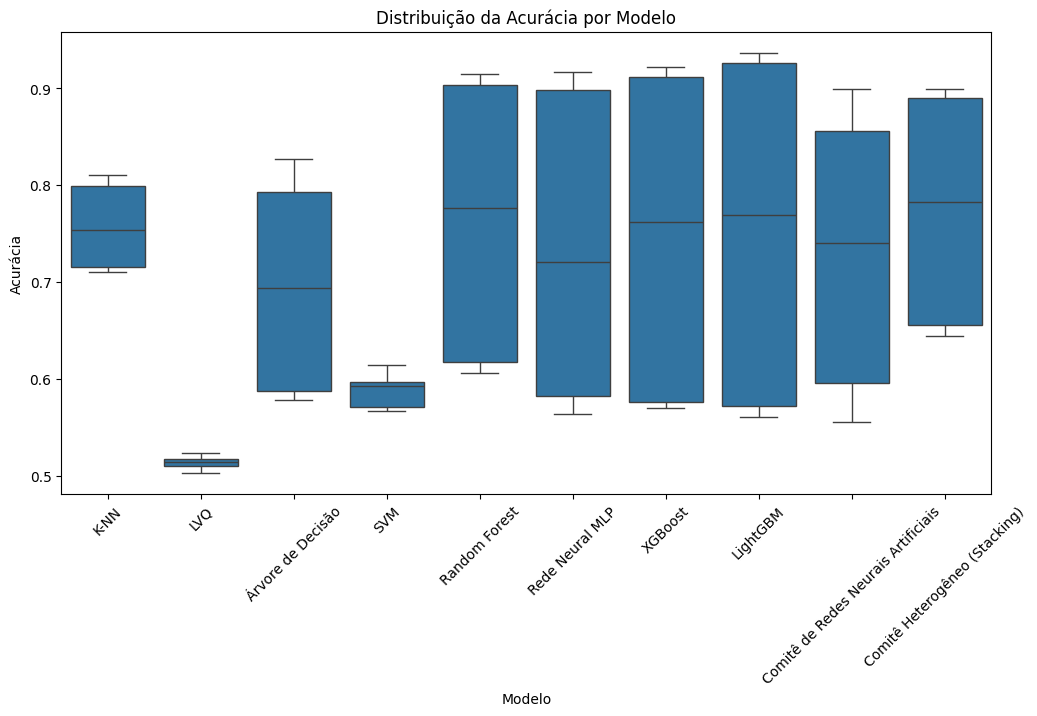 Distribuição da Acurácia por Modelo
Acurácia
0.9
0.8
0.7
0.6
0.5
K-NN
LVQ
Árvore de Decisão
SVM
Random Forest
Rede Neural MLP
XGBoost
LightGBM
Comitê de Redes Neurais Artificiais
Comitê Heterogêneo (Stacking)
Modelo